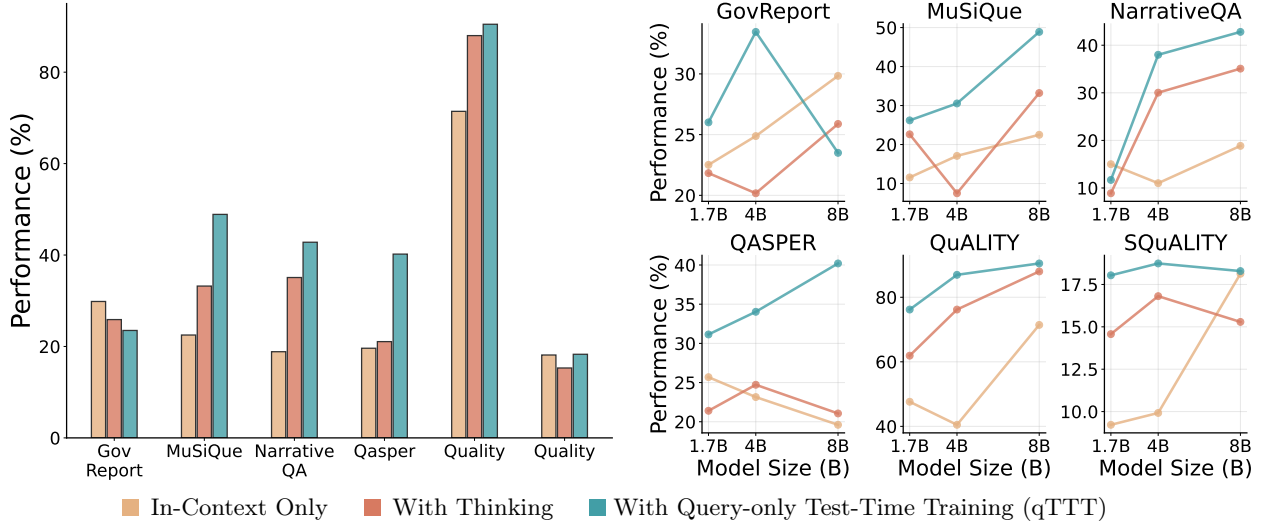 Performance (%)
80
60
40
20
0
Gov
Report
MuSiQue
Narrative
QA
Qasper
Quality
Quality
GovReport
Performance (%)
30
25
20
1.7B 4B 8B
MuSiQue
50
40
30
20
10
1.7B 4B 8B
NarrativeQA
40
30
20
10
1.7B 4B 8B
QASPER
Performance (%)
40
35
30
25
20
1.7B 4B 8B
Model Size (B)
QuALITY
80
60
40
1.7B 4B 8B
Model Size (B)
SQuALITY
17.5
15.0
12.5
10.0
1.7B 4B 8B
Model Size (B)
In-Context Only With Thinking With Query-only Test-Time Training (qTTT)